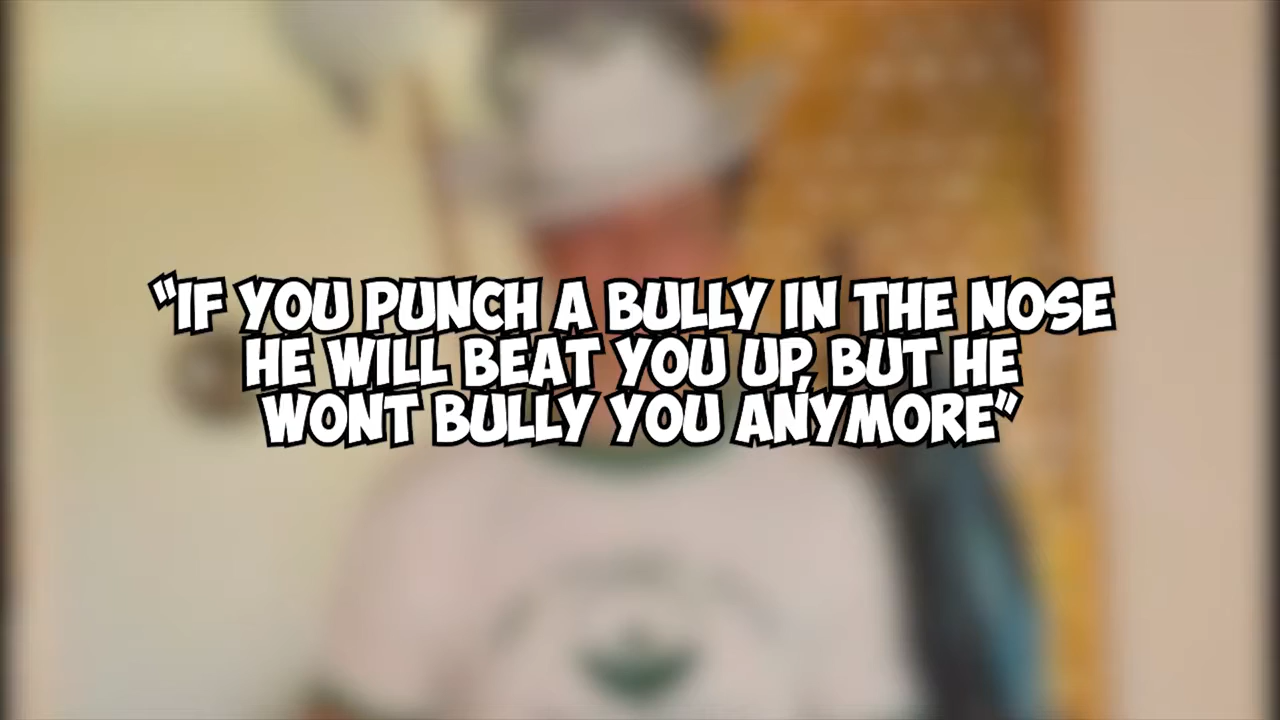 "IF YOU PUNCH A BULLY IN THE NOSE
HE WILL BEAT YOU UP, BUT HE
WONT BULLY YOU ANYMORE"